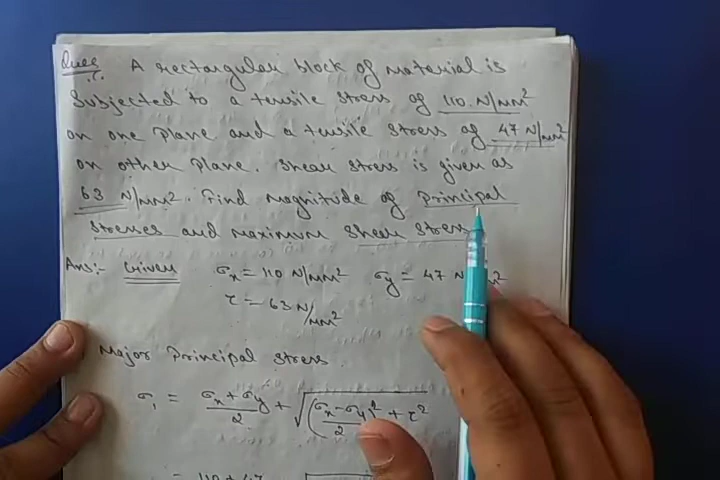 Ques:- A rectangular block of material is
Subjected to a tensile stress of 110 N/mm²
on one plane and a tensile stress of 47 N/mm²
on other plane. Shear stress is given as
63 N/mm². Find Magnitude of Principal
stresses and maximum Shear stress
Ans:- Given σx = 110 N/mm² σy = 47 N m²
τ = 63 N/mm²
Major Principal stress
σ₁ = (σx + σy)/2 + √((σx - σy)/2)² + τ²
= 110 + 47